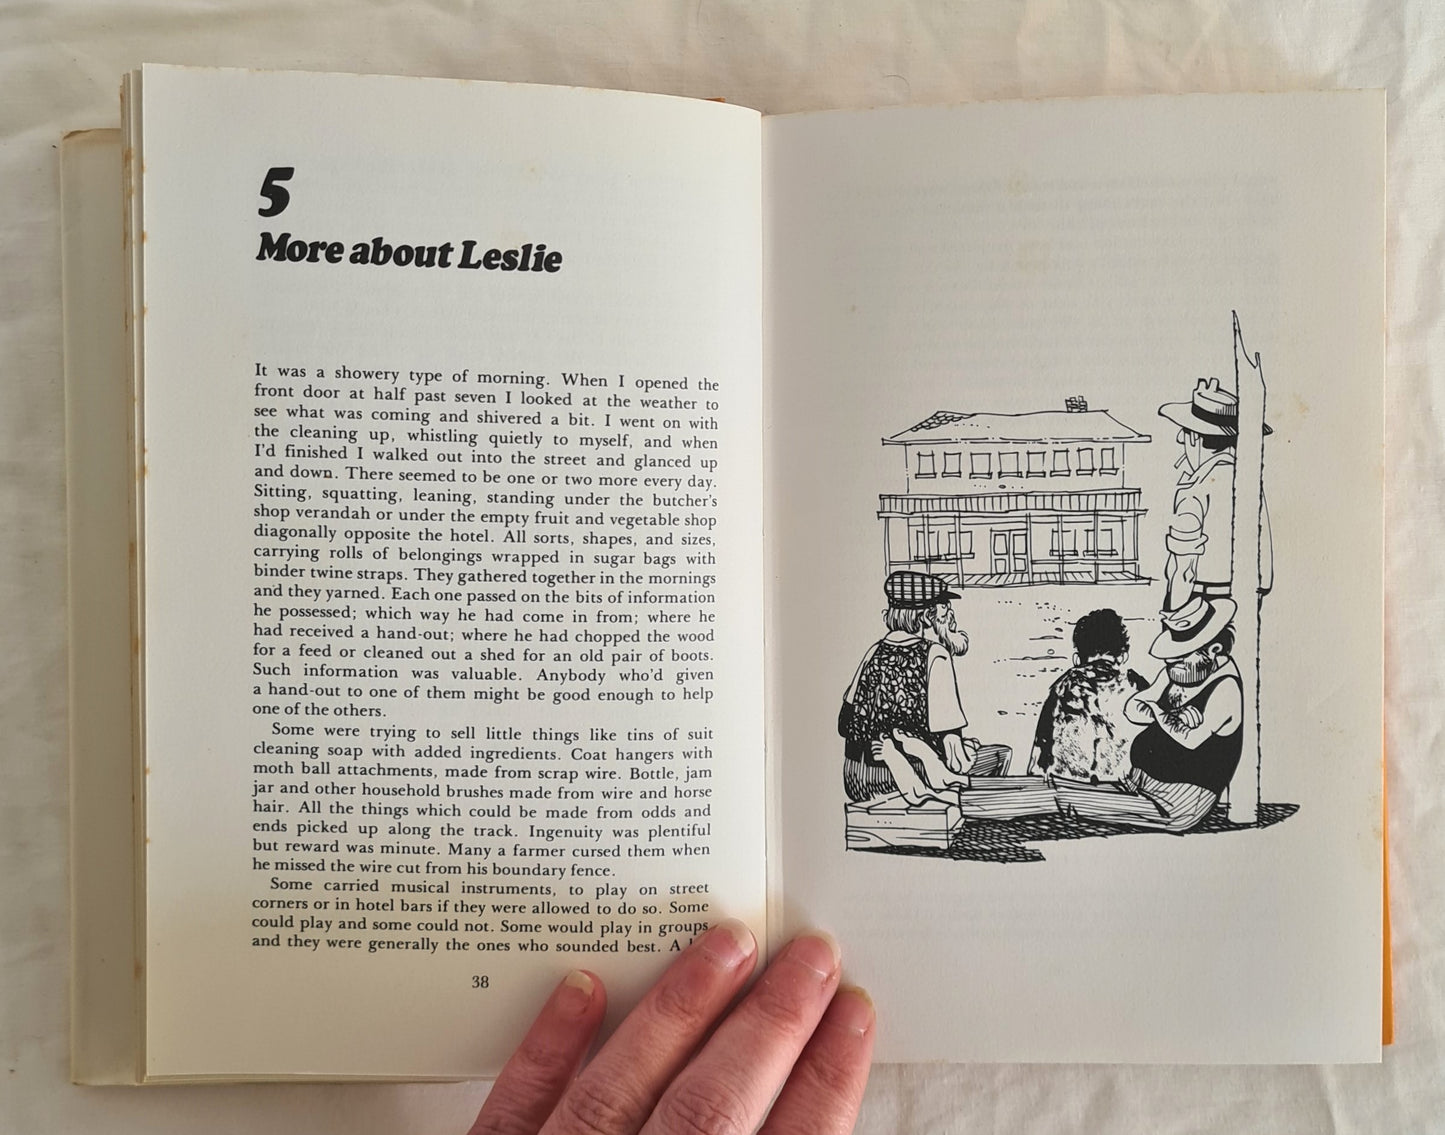 5
More about Leslie
It was a showery type of morning. When I opened the
front door at half past seven I looked at the weather to
see what was coming and shivered a bit. I went on with
the cleaning up, whistling quietly to myself, and when
I'd finished I walked out into the street and glanced up
and down. There seemed to be one or two more every day.
Sitting, squatting, leaning, standing under the butcher's
shop verandah or under the empty fruit and vegetable shop
diagonally opposite the hotel. All sorts, shapes, and sizes,
carrying rolls of belongings wrapped in sugar bags with
binder twine straps. They gathered together in the mornings
and they yarned. Each one passed on the bits of information
he possessed; which way he had come in from; where he
had received a hand-out; where he had chopped the wood
for a feed or cleaned out a shed for an old pair of boots.
Such information was valuable. Anybody who'd given
a hand-out to one of them might be good enough to help
one of the others.
Some were trying to sell little things like tins of suit
cleaning soap with added ingredients. Coat hangers with
moth ball attachments, made from scrap wire. Bottle, jam
jar and other household brushes made from wire and horse
hair. All the things which could be made from odds and
ends picked up along the track. Ingenuity was plentiful
but reward was minute. Many a farmer cursed them when
he missed the wire cut from his boundary fence.
Some carried musical instruments, to play on street
corners or in hotel bars if they were allowed to do so. Some
could play and some could not. Some would play in groups
and they were generally the ones who sounded best. A
38